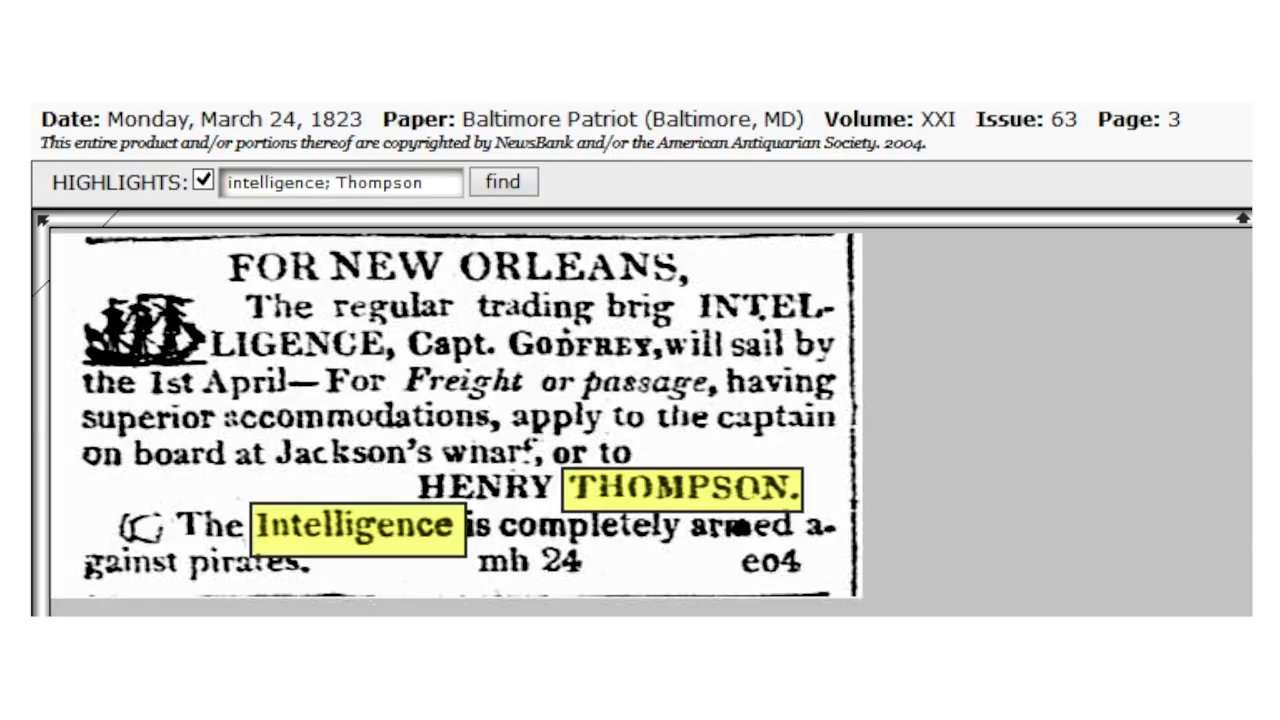 Date: Monday, March 24, 1823 Paper: Baltimore Patriot (Baltimore, MD) Volume: XXI Issue: 63 Page: 3
This entire product and/or portions thereof are copyrighted by NewsBank and/or the American Antiquarian Society. 2004.
HIGHLIGHTS: intelligence; Thompson find
FOR NEW ORLEANS,
The regular trading brig INTEL-
LIGENCE, Capt. GODFREY, will sail by
the 1st April—For Freight or passage, having
superior accommodations, apply to the captain
on board at Jackson's wharf, or to
HENRY THOMPSON.
The Intelligence is completely armed a-
gainst pirates. mh 24 eo4